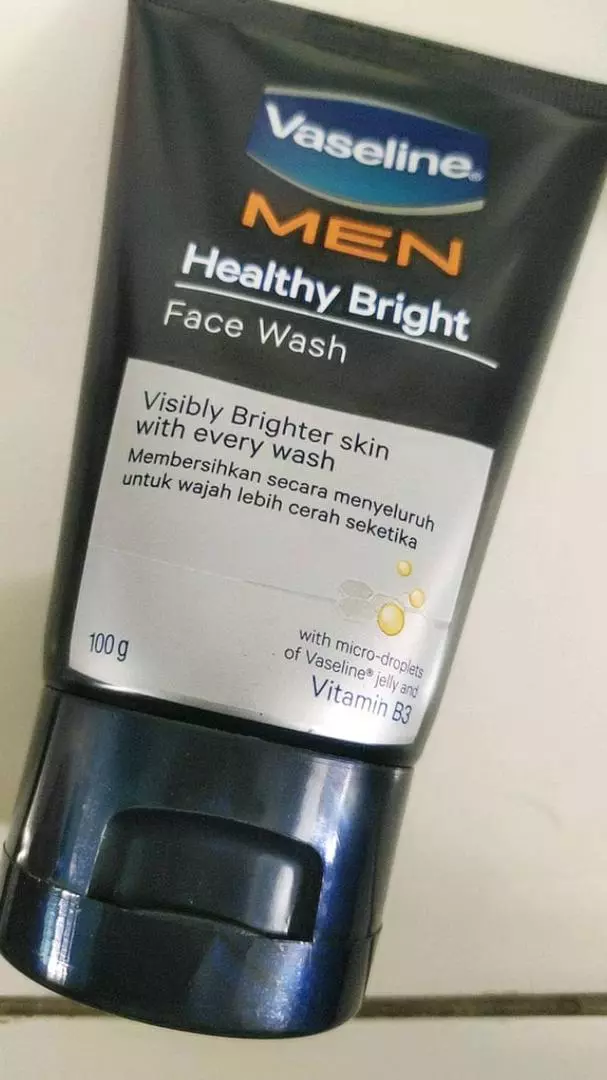 Vaseline®
MEN
Healthy Bright
Face Wash
Visibly Brighter skin
with every wash
Membersihkan secara menyeluruh
untuk wajah lebih cerah seketika
100 g
with micro-droplets
of Vaseline® jelly and
Vitamin B3